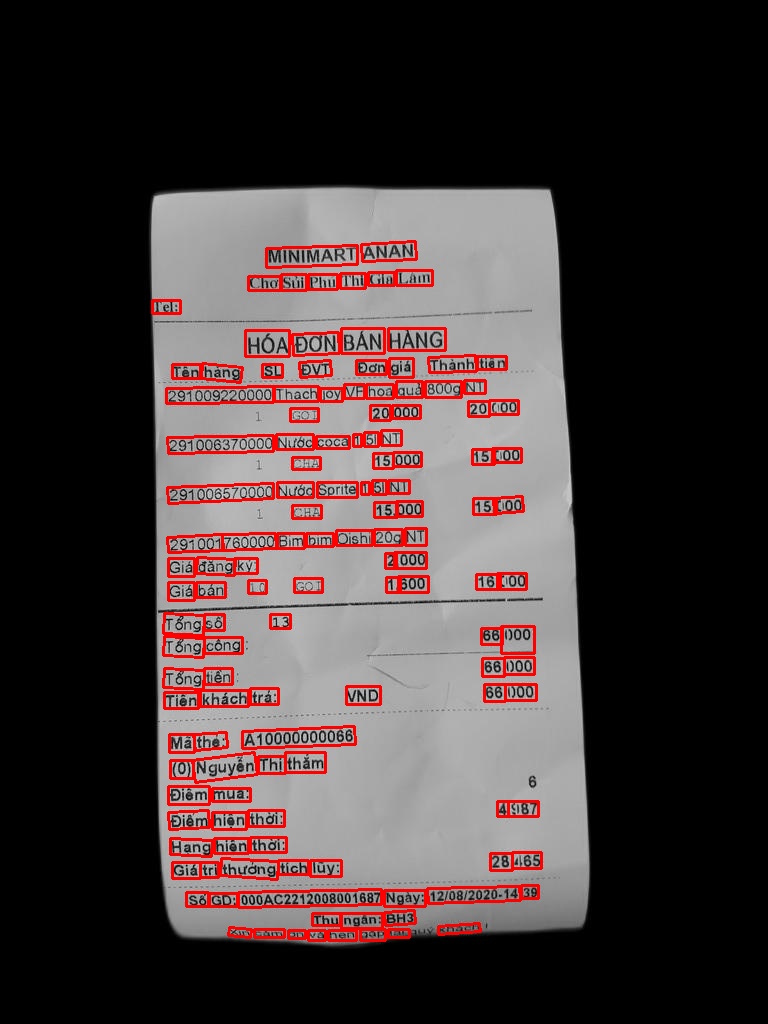 MINIMART ANAN
Chợ Sủi Phú Thị Gia Lâm
Tel:
HÓA ĐƠN BÁN HÀNG
Tên hàng SL ĐVT Đơn giá Thành tiền
291009220000 Thach joy VF hoa quả 800g NT
1 GOI 20,000 20,000
291006370000 Nước coca 1.5l NT
1 CHA 15,000 15,000
291006570000 Nước Sprite 1.5l NT
1 CHA 15,000 15,000
291001760000 Bim bim Oishi 20g NT
Giá đăng ký: 2,000
Giá bán 10 GOI 1,600 16,000
Tổng số 13
Tổng cộng: 66,000
Tổng tiền: 66,000
Tiền khách trả: VND 66,000
Mã thẻ: A10000000066
(0) Nguyễn Thị thắm
Điểm mua: 6
Điểm hiện thời: 4,987
Hạng hiện thời:
Giá trị thưởng tích lũy: 28,465
Số GD: 000AC2212008001687 Ngày: 12/08/2020-14:39
Thu ngân: BH3
Xin cảm ơn và hẹn gặp lại quý khách !